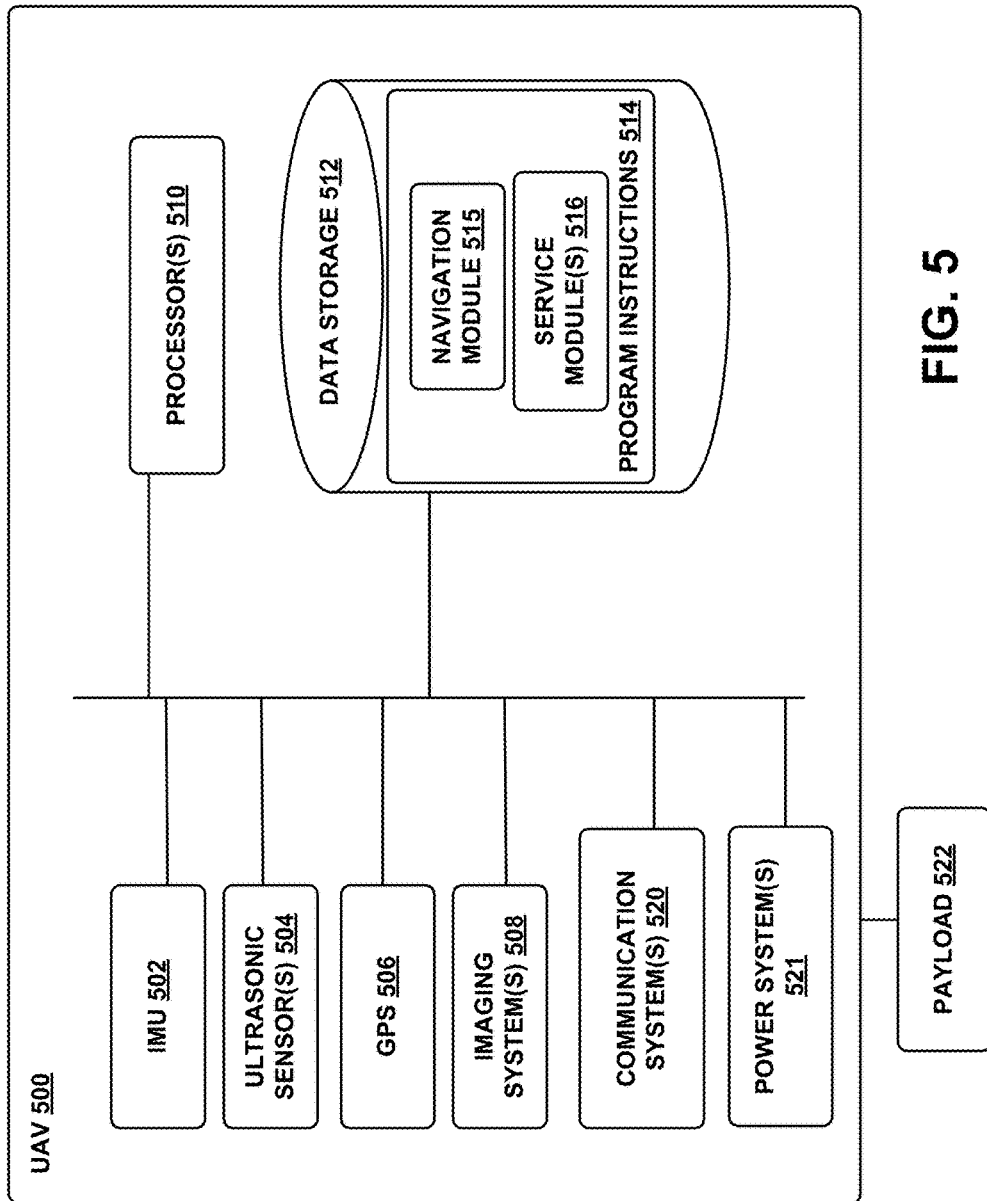 UAV 500
IMU 502
ULTRASONIC
SENSOR(S) 504
GPS 506
IMAGING
SYSTEM(S) 508
COMMUNICATION
SYSTEM(S) 520
POWER SYSTEM(S)
521
PROCESSOR(S) 510
DATA STORAGE 512
NAVIGATION
MODULE 515
SERVICE
MODULE(S) 516
PROGRAM INSTRUCTIONS 514
PAYLOAD 522
FIG. 5